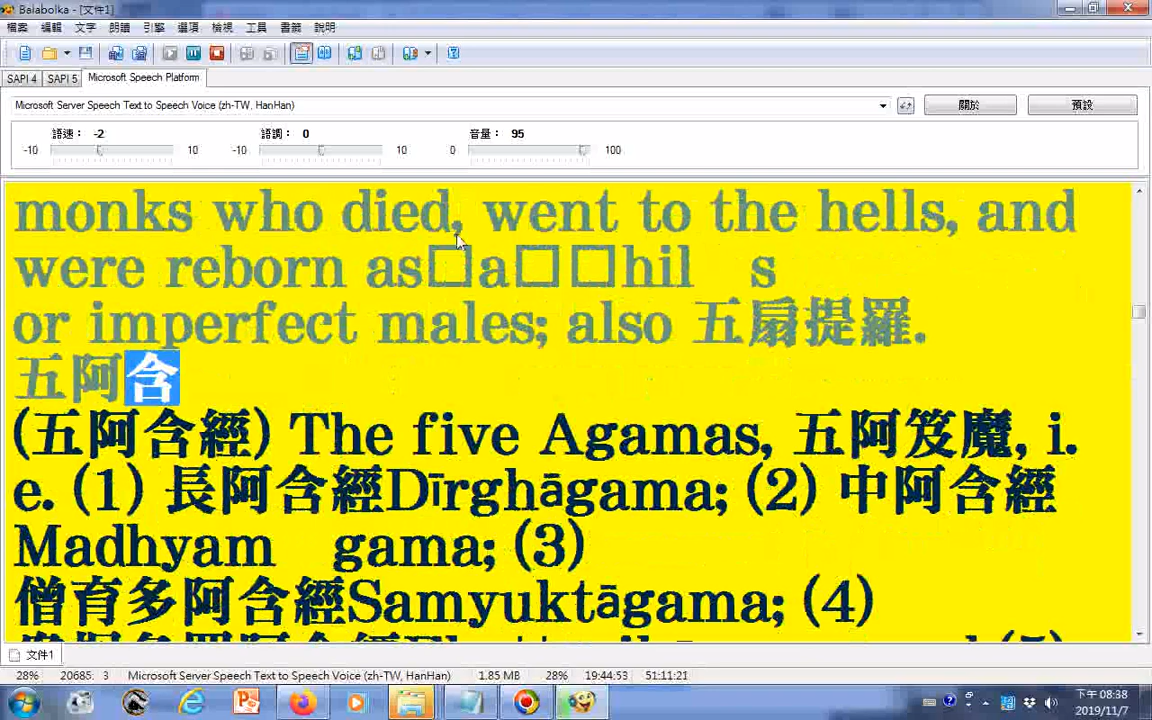 Balabolka - [文件1]
檔案 編輯 文字 朗讀 引擎 選項 檢視 工具 書籤 說明
SAPI 4 SAPI 5 Microsoft Speech Platform
Microsoft Server Speech Text to Speech Voice (zh-TW, HanHan) 關於 預設
語速： -2 語調： 0 音量： 95
-10 10 -10 10 0 100
monks who died, went to the hells, and
were reborn as□a□□hil s
or imperfect males; also 五扇提羅.
五阿含
(五阿含經) The five Agamas, 五阿笈魔, i.
e. (1) 長阿含經Dīrghāgama; (2) 中阿含經
Madhyam gama; (3)
僧育多阿含經Samyuktāgama; (4)
文件1
28% 20685. 3 Microsoft Server Speech Text to Speech Voice (zh-TW, HanHan) 1.85 MB 28% 19:44:53 51:11:21
下午 08:38
2019/11/7